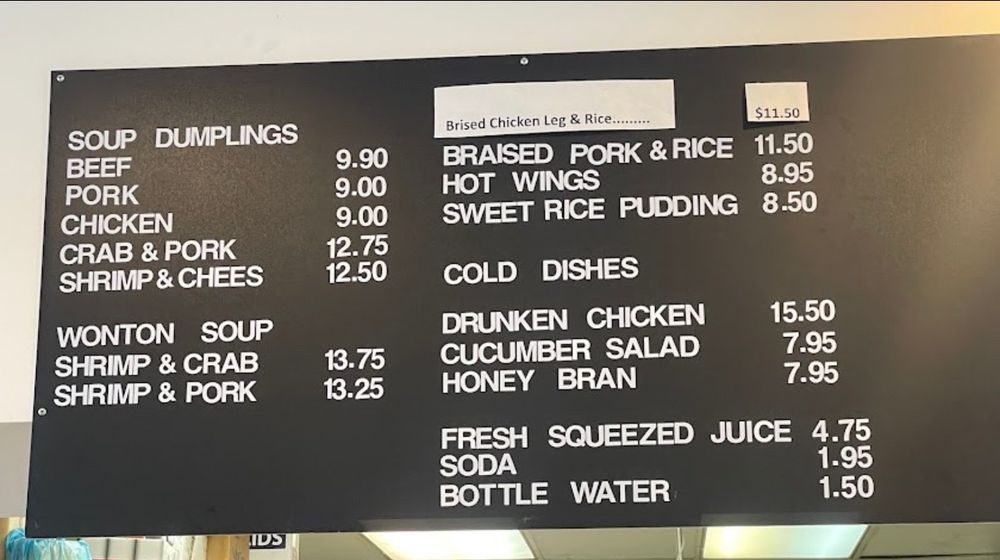 SOUP DUMPLINGS
BEEF 9.90
PORK 9.00
CHICKEN 9.00
CRAB & PORK 12.75
SHRIMP & CHEES 12.50
WONTON SOUP
SHRIMP & CRAB 13.75
SHRIMP & PORK 13.25
Brised Chicken Leg & Rice......... $11.50
BRAISED PORK & RICE 11.50
HOT WINGS 8.95
SWEET RICE PUDDING 8.50
COLD DISHES
DRUNKEN CHICKEN 15.50
CUCUMBER SALAD 7.95
HONEY BRAN 7.95
FRESH SQUEEZED JUICE 4.75
SODA 1.95
BOTTLE WATER 1.50